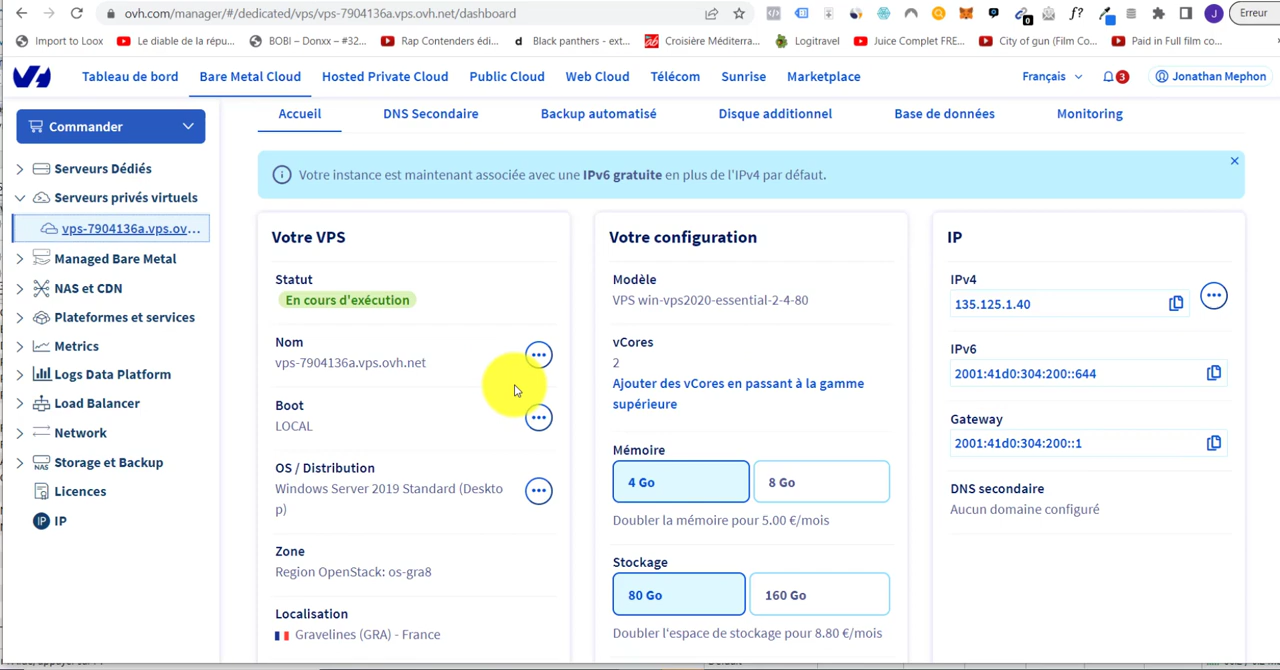 ovh.com/manager/#/dedicated/vps/vps-7904136a.vps.ovh.net/dashboard
J
Erreur
Import to Loox
Le diable de la répu...
BOBI – Donxx – #32...
Rap Contenders édi...
d Black panthers - ext...
Croisière Méditerra...
Logitravel
Juice Complet FRE...
City of gun (Film Co...
Paid in Full film co...
Tableau de bord
Bare Metal Cloud
Hosted Private Cloud
Public Cloud
Web Cloud
Télécom
Sunrise
Marketplace
Français
3
Jonathan Mephon
Commander
Serveurs Dédiés
Serveurs privés virtuels
vps-7904136a.vps.ov...
Managed Bare Metal
NAS et CDN
Plateformes et services
Metrics
Logs Data Platform
Load Balancer
Network
NAS Storage et Backup
Licences
IP IP
Accueil
DNS Secondaire
Backup automatisé
Disque additionnel
Base de données
Monitoring
Votre instance est maintenant associée avec une IPv6 gratuite en plus de l'IPv4 par défaut.
Votre VPS
Statut
En cours d'exécution
Nom
vps-7904136a.vps.ovh.net
Boot
LOCAL
OS / Distribution
Windows Server 2019 Standard (Deskto
p)
Zone
Region OpenStack: os-gra8
Localisation
Gravelines (GRA) - France
Votre configuration
Modèle
VPS win-vps2020-essential-2-4-80
vCores
2
Ajouter des vCores en passant à la gamme
supérieure
Mémoire
4 Go
8 Go
Doubler la mémoire pour 5.00 €/mois
Stockage
80 Go
160 Go
Doubler l'espace de stockage pour 8.80 €/mois
IP
IPv4
135.125.1.40
IPv6
2001:41d0:304:200::644
Gateway
2001:41d0:304:200::1
DNS secondaire
Aucun domaine configuré